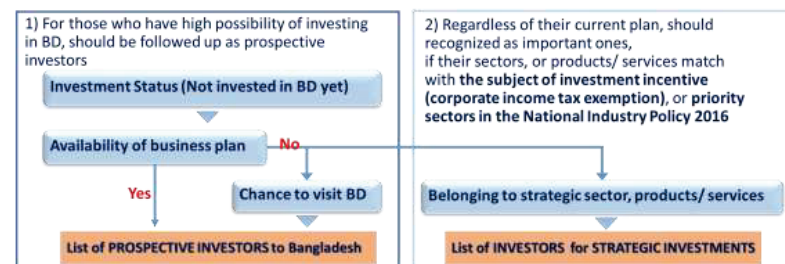 1) For those who have high possibility of investing
in BD, should be followed up as prospective
investors
Investment Status (Not invested in BD yet)
Availability of business plan
No
Yes
Chance to visit BD
List of PROSPECTIVE INVESTORS to Bangladesh
2) Regardless of their current plan, should
recognized as important ones,
if their sectors, or products/ services match
with the subject of investment incentive
(corporate income tax exemption), or priority
sectors in the National Industry Policy 2016
Belonging to strategic sector, products/ services
List of INVESTORS for STRATEGIC INVESTMENTS